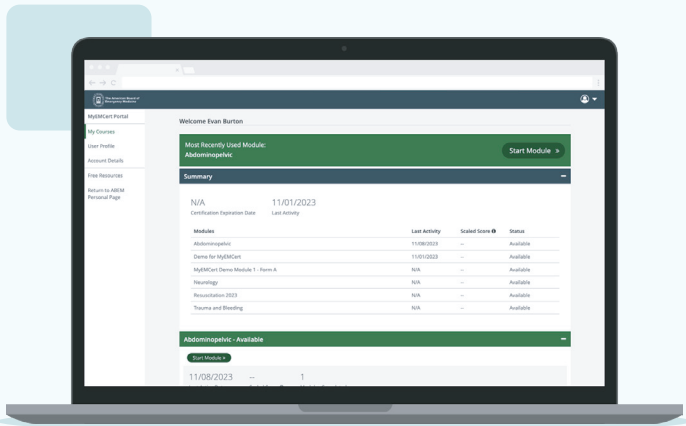 The American Board of
Emergency Medicine
MyEMCert Portal
My Courses
User Profile
Account Details
Free Resources
Return to ABEM
Personal Page
Welcome Evan Burton
Most Recently Used Module:
Abdominopelvic
Start Module »
Summary
N/A 11/01/2023
Certification Expiration Date Last Activity
Modules Last Activity Scaled Score Status
Abdominopelvic 11/08/2023 -- Available
Demo for MyEMCert 11/01/2023 -- Available
MyEMCert Demo Module 1 - Form A N/A -- Available
Neurology N/A -- Available
Resuscitation 2023 N/A -- Available
Trauma and Bleeding N/A -- Available
Abdominopelvic - Available
Start Module »
11/08/2023 -- 1